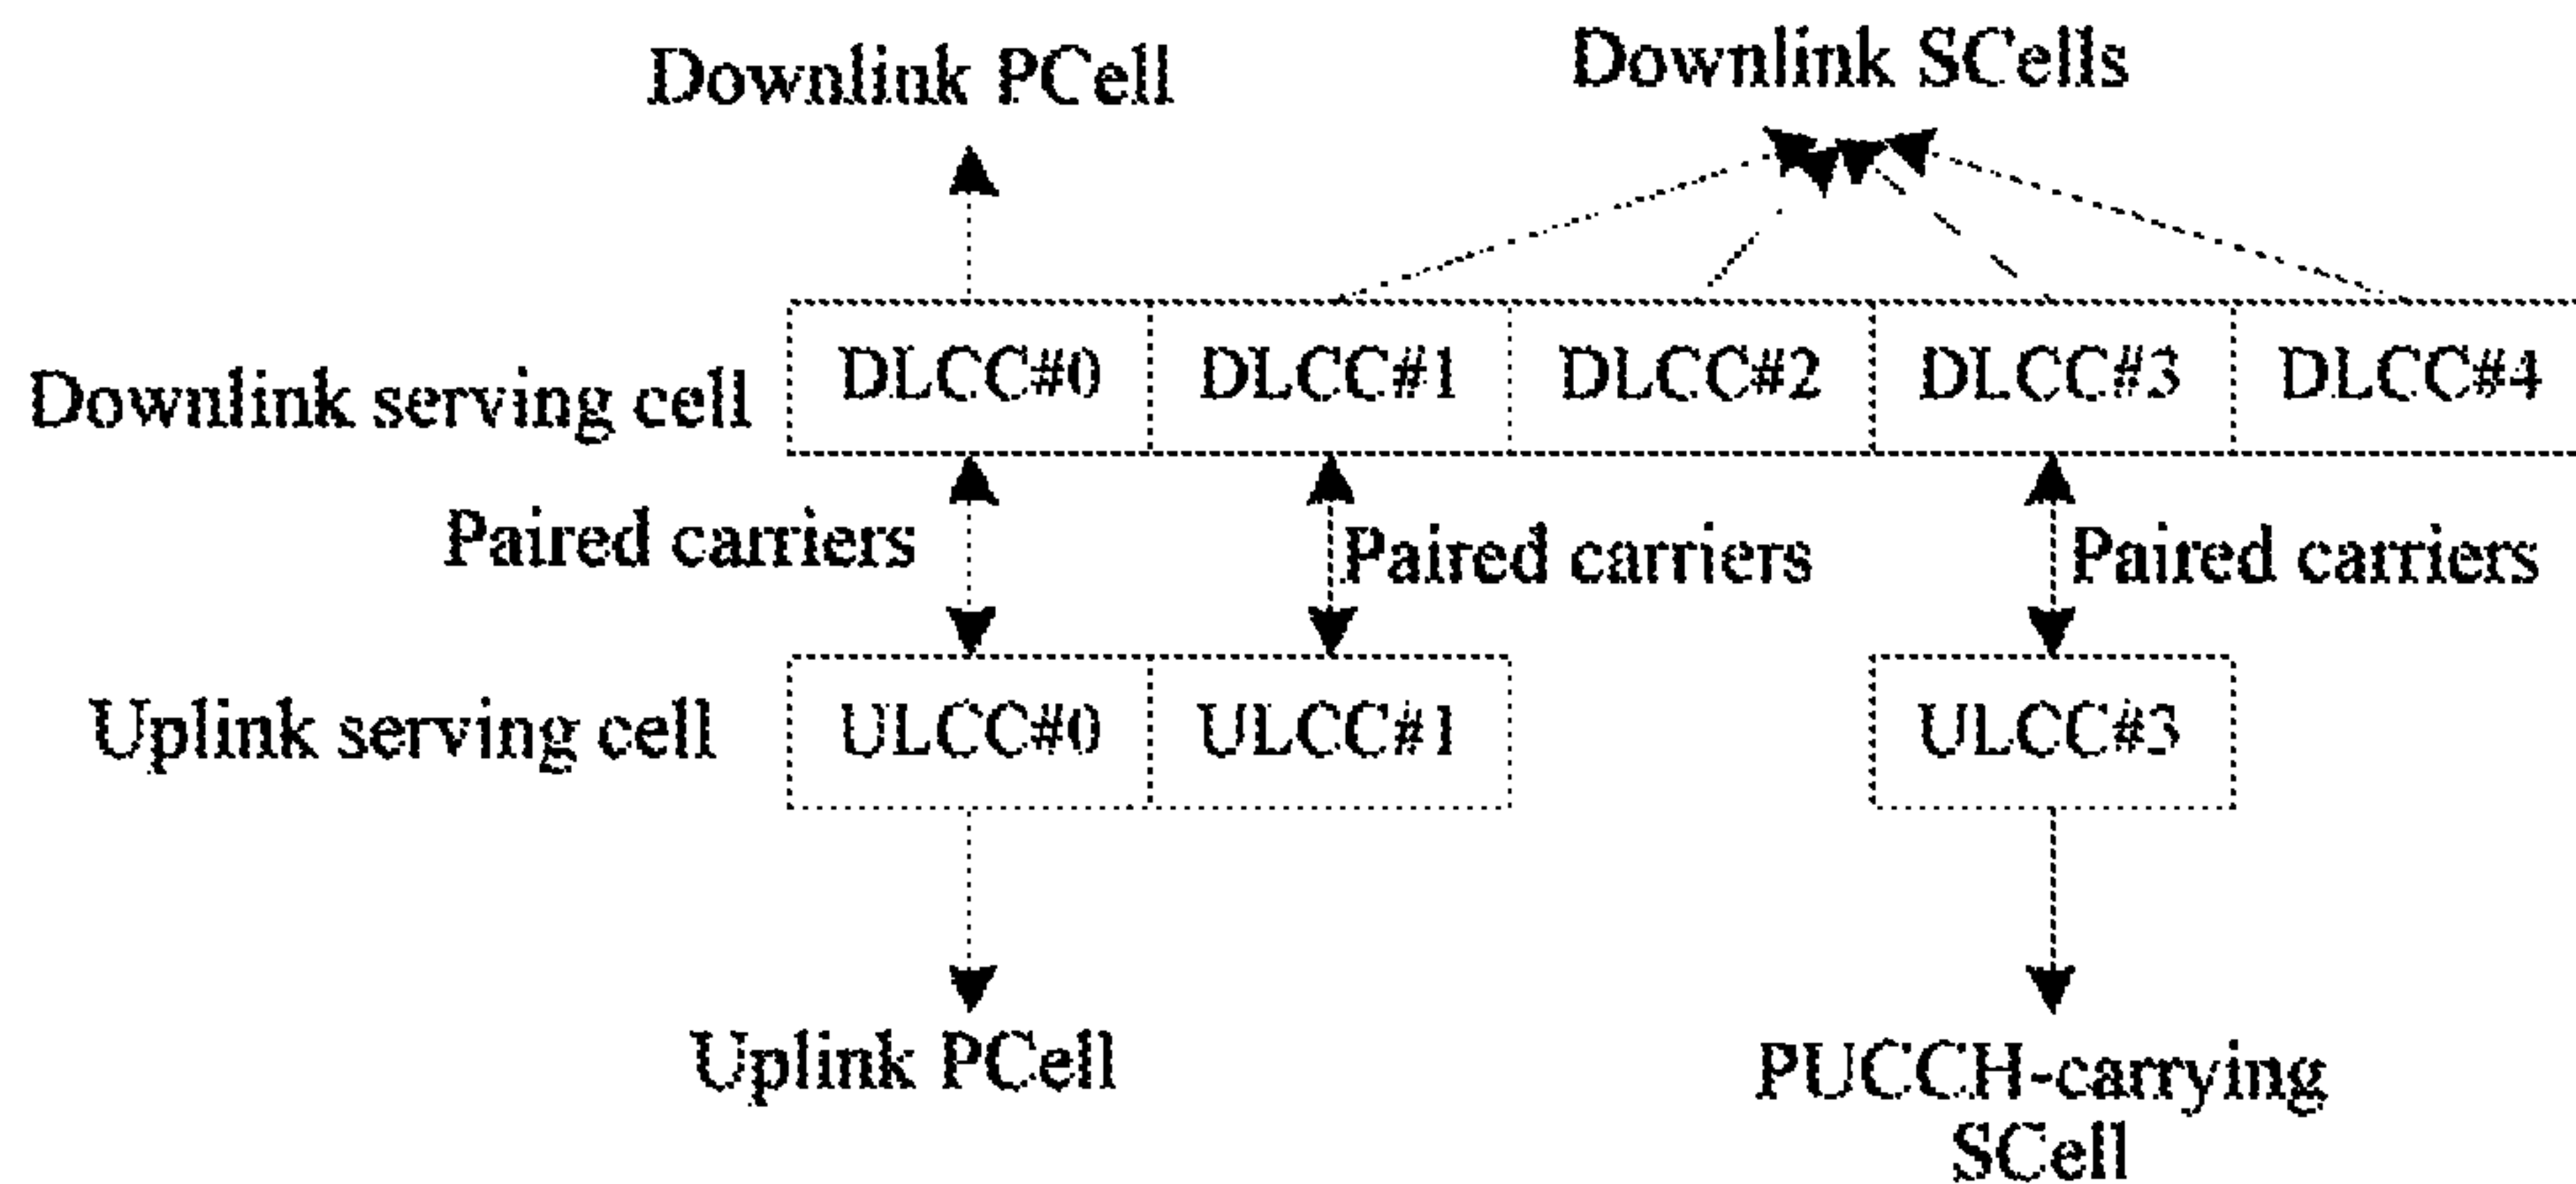 Downlink PCell
Downlink SCells
Downlink serving cell
DLCC#0
DLCC#1
DLCC#2
DLCC#3
DLCC#4
Paired carriers
Paired carriers
Paired carriers
Uplink serving cell
ULCC#0
ULCC#1
ULCC#3
Uplink PCell
PUCCH-carrying
SCell